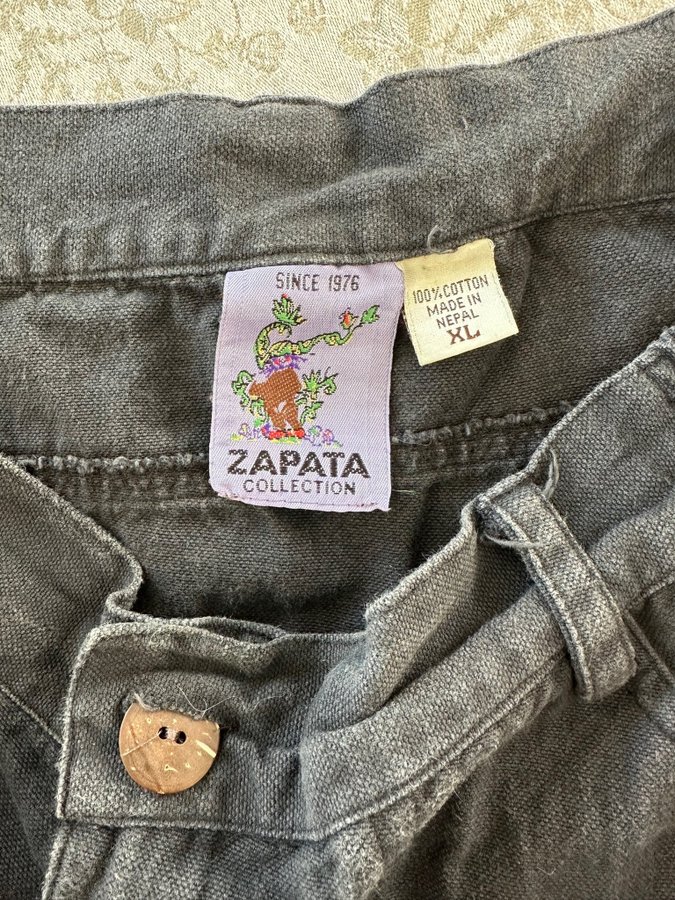 SINCE 1976
ZAPATA
COLLECTION
100% COTTON
MADE IN
NEPAL
XL